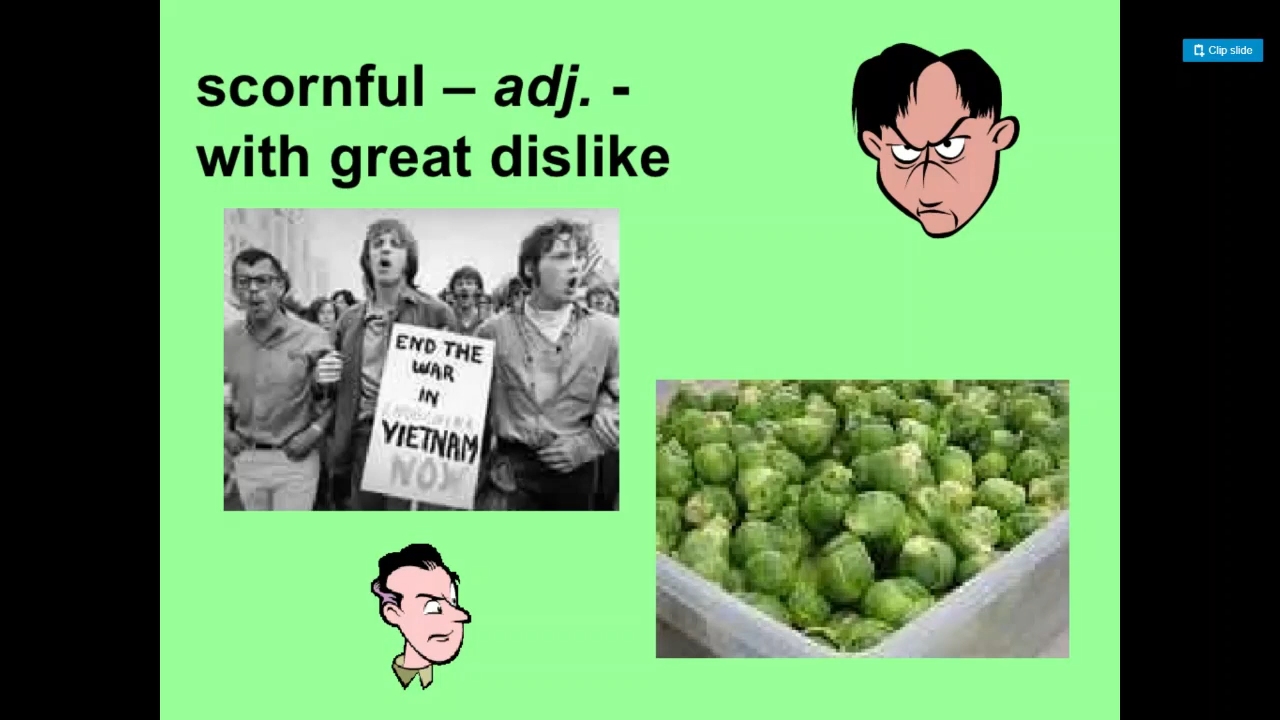 scornful – adj. -
with great dislike
END THE
WAR
IN
VIETNAM
NOW
Clip slide